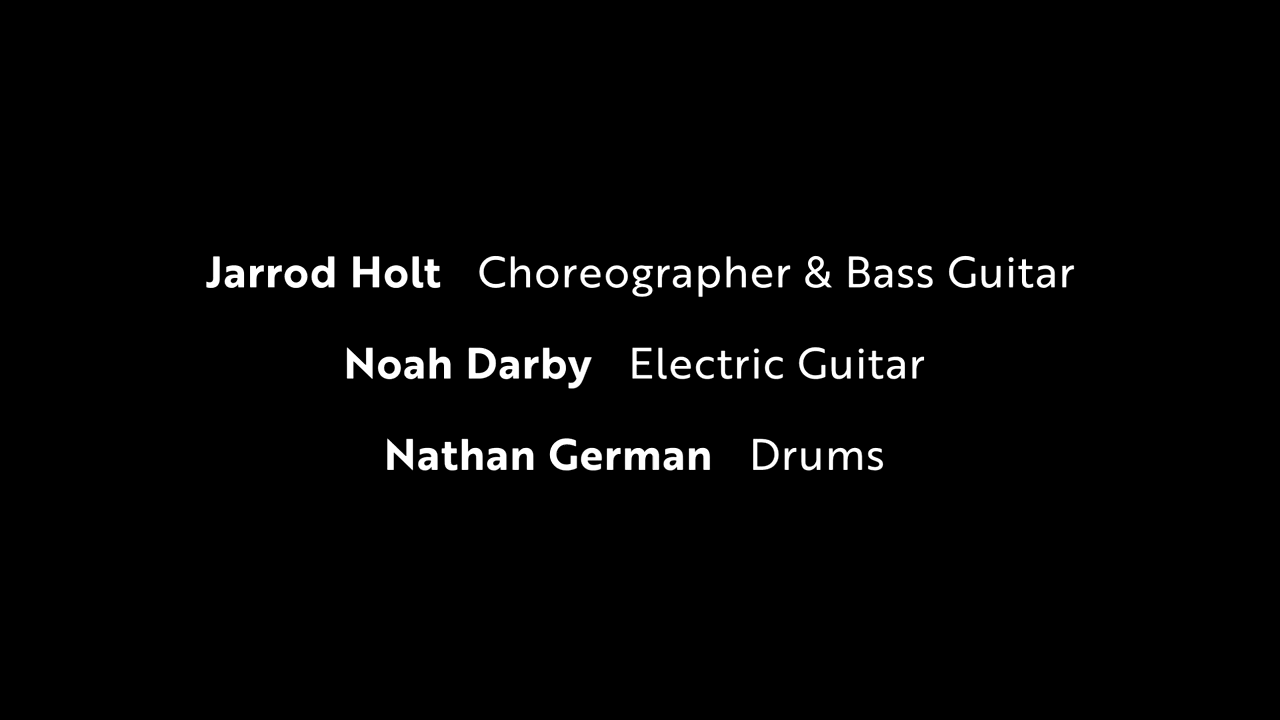 Jarrod Holt Choreographer & Bass Guitar
Noah Darby Electric Guitar
Nathan German Drums